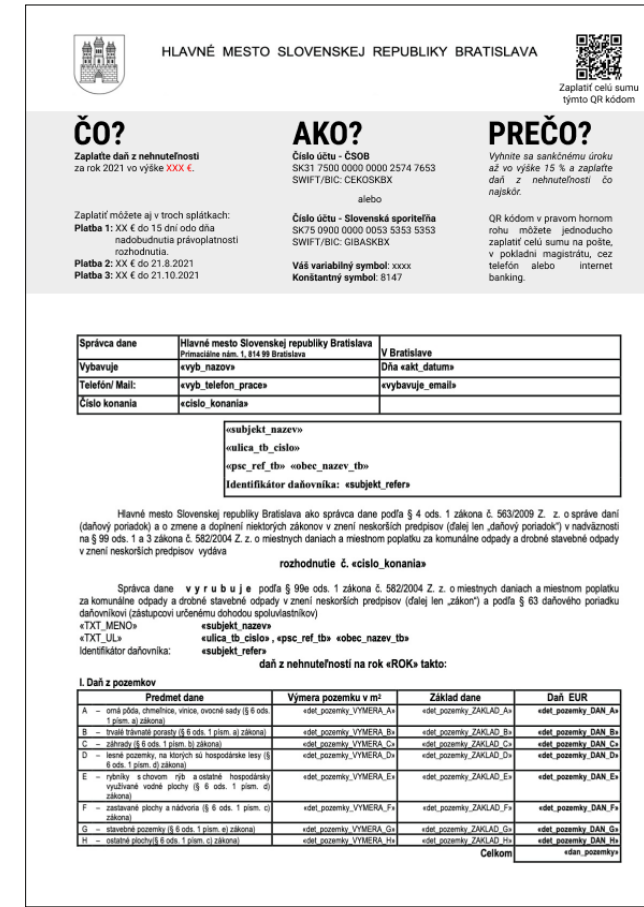 HLAVNÉ MESTO SLOVENSKEJ REPUBLIKY BRATISLAVA
Zaplatiť celú sumu
týmto QR kódom
ČO?
Zaplaťte daň z nehnuteľnosti
za rok 2021 vo výške XXX €.
Zaplatiť môžete aj v troch splátkach:
Platba 1: XX € do 15 dní odo dňa
nadobudnutia právoplatnosti
rozhodnutia.
Platba 2: XX € do 21.8.2021
Platba 3: XX € do 21.10.2021
AKO?
Číslo účtu - ČSOB
SK31 7500 0000 0000 2574 7653
SWIFT/BIC: CEKOSKBX
alebo
Číslo účtu - Slovenská sporiteľňa
SK75 0900 0000 0053 5353 5353
SWIFT/BIC: GIBASKBX
Váš variabilný symbol: xxxx
Konštantný symbol: 8147
PREČO?
Vyhnite sa sankčnému úroku
až vo výške 15 % a zaplaťte
daň z nehnuteľnosti čo
najskôr.
QR kódom v pravom hornom
rohu môžete jednoducho
zaplatiť celú sumu na pošte,
v pokladni magistrátu, cez
telefón alebo internet
banking.
Správca dane Hlavné mesto Slovenskej republiky Bratislava
Primaciálne nám. 1, 814 99 Bratislava V Bratislave
Vybavuje «vyb_nazov» Dňa «akt_datum»
Telefón/ Mail: «vyb_telefon_prace» «vybavuje_email»
Číslo konania «cislo_konania»
«subjekt_nazev»
«ulica_tb_cislo»
«psc_ref_tb» «obec_nazev_tb»
Identifikátor daňovníka: «subjekt_refer»
Hlavné mesto Slovenskej republiky Bratislava ako správca dane podľa § 4 ods. 1 zákona č. 563/2009 Z. z. o správe daní
(daňový poriadok) a o zmene a doplnení niektorých zákonov v znení neskorších predpisov (ďalej len „daňový poriadok") v nadväznosti
na § 99 ods. 1 a 3 zákona č. 582/2004 Z. z. o miestnych daniach a miestnom poplatku za komunálne odpady a drobné stavebné odpady
v znení neskorších predpisov vydáva
rozhodnutie č. «cislo_konania»
Správca dane v y r u b u j e podľa § 99e ods. 1 zákona č. 582/2004 Z. z. o miestnych daniach a miestnom poplatku
za komunálne odpady a drobné stavebné odpady v znení neskorších predpisov (ďalej len „zákon") a podľa § 63 daňového poriadku
daňovníkovi (zástupcovi určenému dohodou spoluvlastníkov)
«TXT_MENO» «subjekt_nazev»
«TXT_UL» «ulica_tb_cislo» , «psc_ref_tb» «obec_nazev_tb»
Identifikátor daňovníka: «subjekt_refer»
daň z nehnuteľností na rok «ROK» takto:
I. Daň z pozemkov
Predmet dane Výmera pozemku v m² Základ dane Daň EUR
A – orná pôda, chmeľnice, vinice, ovocné sady (§ 6 ods. 1 písm. a) zákona) «det_pozemky_VYMERA_A» «det_pozemky_ZAKLAD_A» «det_pozemky_DAN_A»
B – trvalé trávnaté porasty (§ 6 ods. 1 písm. a) zákona) «det_pozemky_VYMERA_B» «det_pozemky_ZAKLAD_B» «det_pozemky_DAN_B»
C – záhrady(§ 6 ods. 1 písm. b) zákona) «det_pozemky_VYMERA_C» «det_pozemky_ZAKLAD_C» «det_pozemky_DAN_C»
D – lesné pozemky, na ktorých sú hospodárske lesy (§ 6 ods. 1 písm. d) zákona) «det_pozemky_VYMERA_D» «det_pozemky_ZAKLAD_D» «det_pozemky_DAN_D»
E – rybníky s chovom rýb a ostatné hospodársky využívané vodné plochy (§ 6 ods. 1 písm. d) zákona) «det_pozemky_VYMERA_E» «det_pozemky_ZAKLAD_E» «det_pozemky_DAN_E»
F – zastavané plochy a nádvoria (§ 6 ods. 1 písm. c) zákona) «det_pozemky_VYMERA_F» «det_pozemky_ZAKLAD_F» «det_pozemky_DAN_F»
G – stavebné pozemky (§ 6 ods. 1 písm. e) zákona) «det_pozemky_VYMERA_G» «det_pozemky_ZAKLAD_G» «det_pozemky_DAN_G»
H – ostatné plochy(§ 6 ods. 1 písm. c) zákona) «det_pozemky_VYMERA_H» «det_pozemky_ZAKLAD_H» «det_pozemky_DAN_H»
Celkom «dan_pozemky»